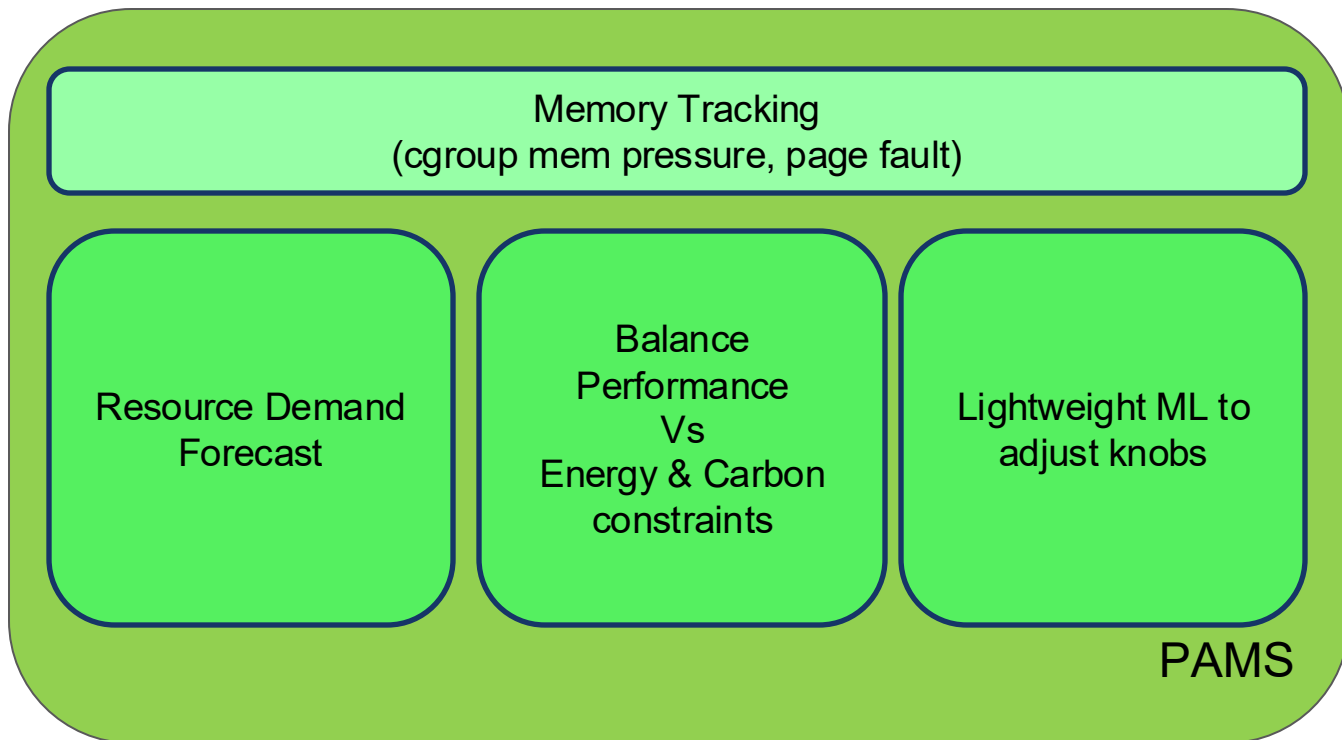 Memory Tracking
(cgroup mem pressure, page fault)
Resource Demand
Forecast
Balance
Performance
Vs
Energy & Carbon
constraints
Lightweight ML to
adjust knobs
PAMS